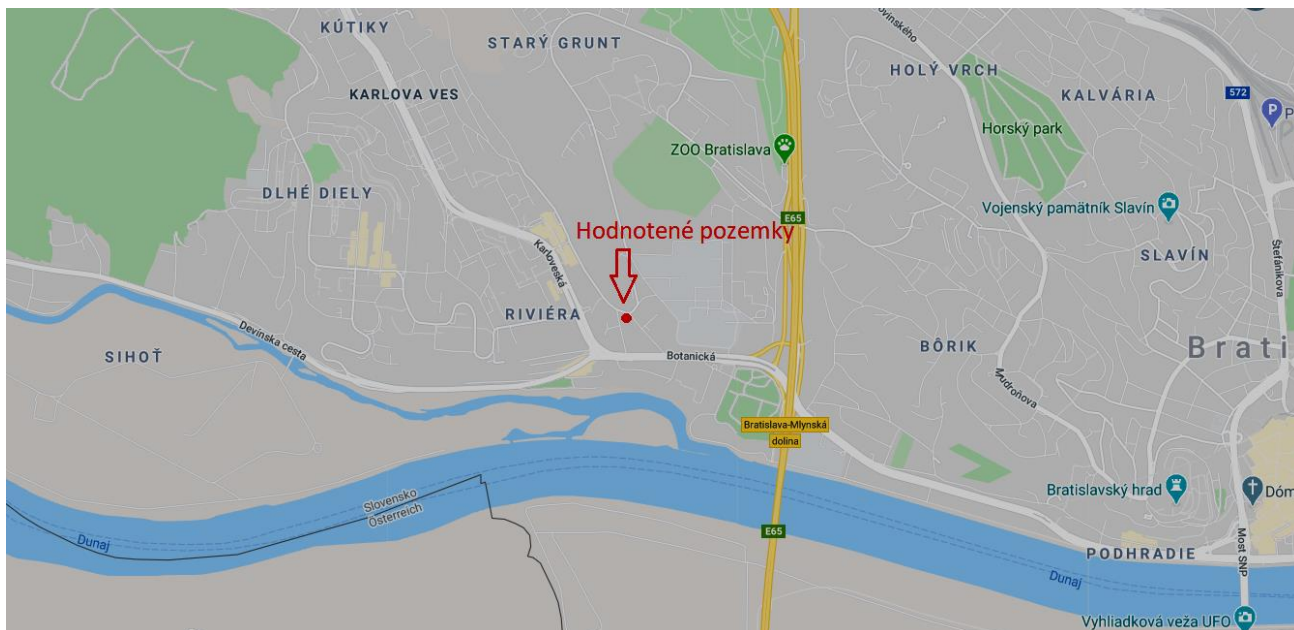 KÚTIKY
STARÝ GRUNT
ovinského
HOLÝ VRCH
KARLOVA VES
KALVÁRIA
572
P
P
Horský park
ZOO Bratislava
DLHÉ DIELY
Vojenský pamätník Slavín
E65
Hodnotené pozemky
Karloveská
SLAVÍN
Štefánikova
RIVIÉRA
Devínska cesta
SIHOŤ
Botanická
BÔRIK
Brati
Mudroňova
Bratislava-Mlynská
dolina
Bratislavský hrad
Dóm
Slovensko
Österreich
Dunaj
E65
PODHRADIE
Most SNP
Dunaj
Vyhliadková veža UFO